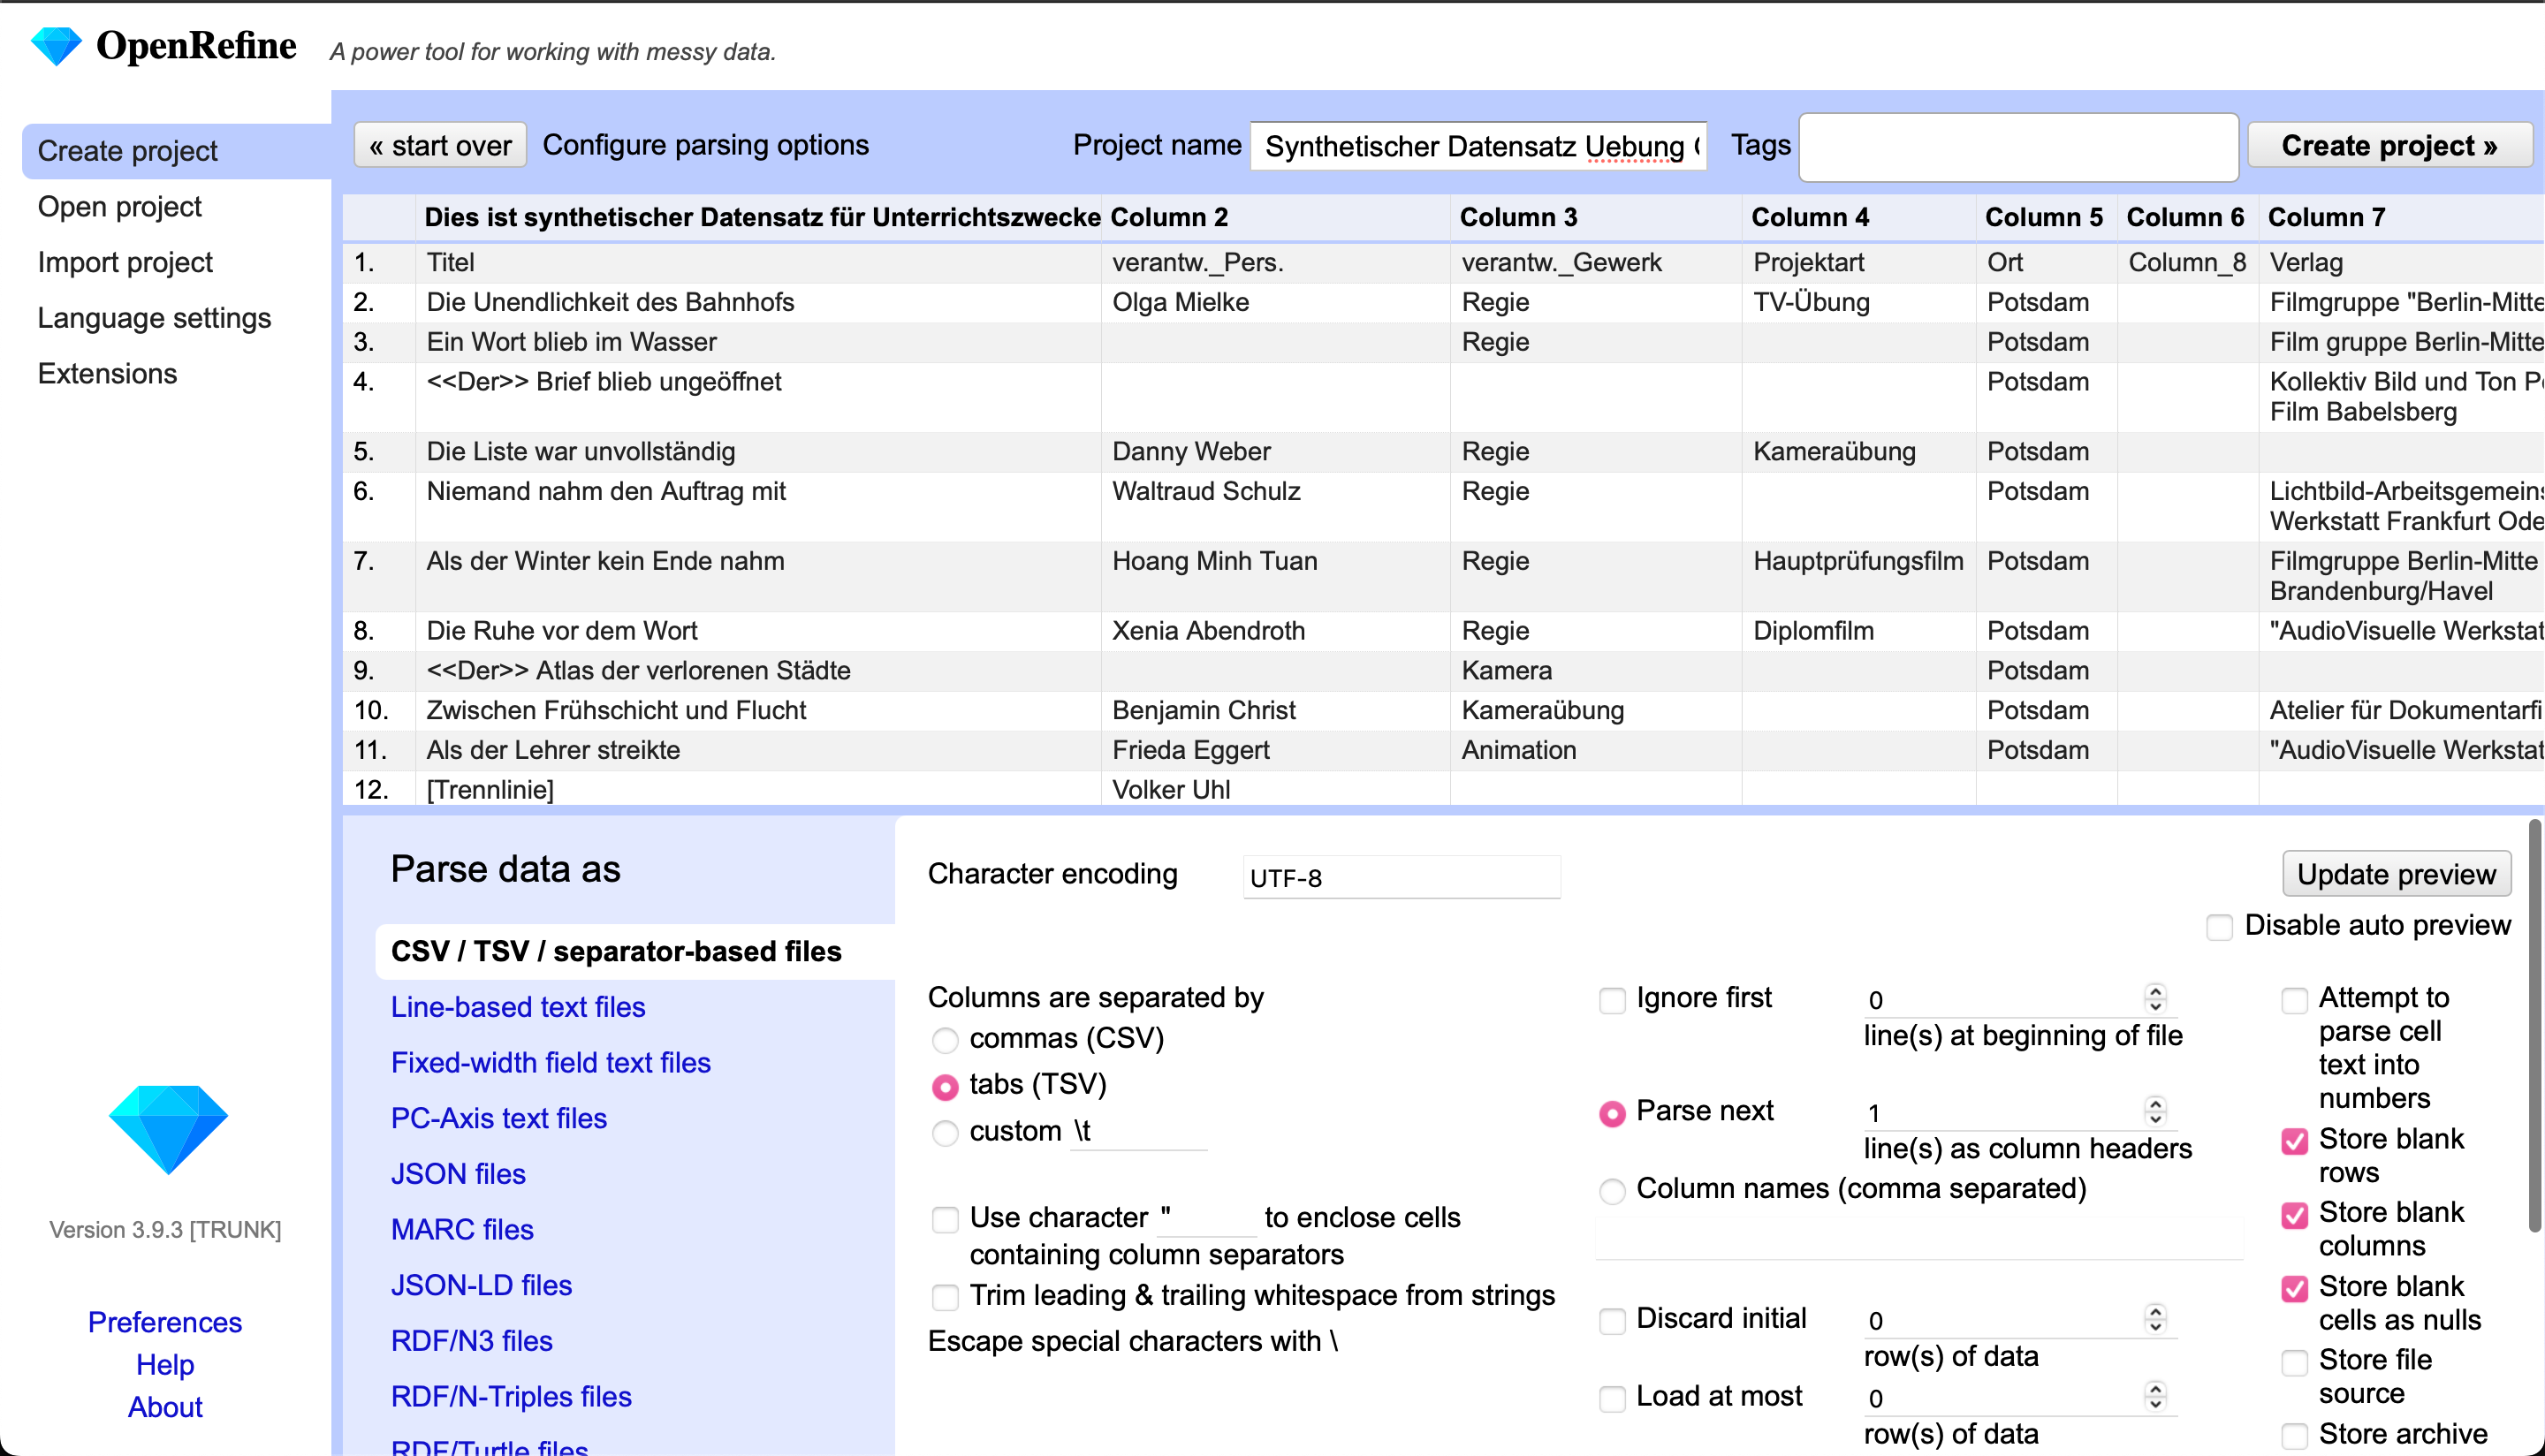 OpenRefine A power tool for working with messy data.
Create project
Open project
Import project
Language settings
Extensions
Version 3.9.3 [TRUNK]
Preferences
Help
About
« start over Configure parsing options Project name Synthetischer Datensatz Uebung Tags Create project »
Dies ist synthetischer Datensatz für Unterrichtszwecke Column 2 Column 3 Column 4 Column 5 Column 6 Column 7
1. Titel verantw._Pers. verantw._Gewerk Projektart Ort Column_8 Verlag
2. Die Unendlichkeit des Bahnhofs Olga Mielke Regie TV-Übung Potsdam Filmgruppe "Berlin-Mitte
3. Ein Wort blieb im Wasser Regie Potsdam Film gruppe Berlin-Mitte
4. <<Der>> Brief blieb ungeöffnet Potsdam Kollektiv Bild und Ton
Film Babelsberg
5. Die Liste war unvollständig Danny Weber Regie Kameraübung Potsdam
6. Niemand nahm den Auftrag mit Waltraud Schulz Regie Potsdam Lichtbild-Arbeitsgemeins
Werkstatt Frankfurt Ode
7. Als der Winter kein Ende nahm Hoang Minh Tuan Regie Hauptprüfungsfilm Potsdam Filmgruppe Berlin-Mitte
Brandenburg/Havel
8. Die Ruhe vor dem Wort Xenia Abendroth Regie Diplomfilm Potsdam "AudioVisuelle Werkstat
9. <<Der>> Atlas der verlorenen Städte Kamera Potsdam
10. Zwischen Frühschicht und Flucht Benjamin Christ Kameraübung Potsdam Atelier für Dokumentarfi
11. Als der Lehrer streikte Frieda Eggert Animation Potsdam "AudioVisuelle Werkstat
12. [Trennlinie] Volker Uhl
Parse data as
CSV / TSV / separator-based files
Line-based text files
Fixed-width field text files
PC-Axis text files
JSON files
MARC files
JSON-LD files
RDF/N3 files
RDF/N-Triples files
RDF/Turtle files
Character encoding UTF-8
Update preview
Disable auto preview
Columns are separated by
commas (CSV)
tabs (TSV)
custom \t
Use character " to enclose cells
containing column separators
Trim leading & trailing whitespace from strings
Escape special characters with \
Ignore first 0
line(s) at beginning of file
Parse next 1
line(s) as column headers
Column names (comma separated)
Discard initial 0
row(s) of data
Load at most 0
row(s) of data
Attempt to
parse cell
text into
numbers
Store blank
rows
Store blank
columns
Store blank
cells as nulls
Store file
source
Store archive